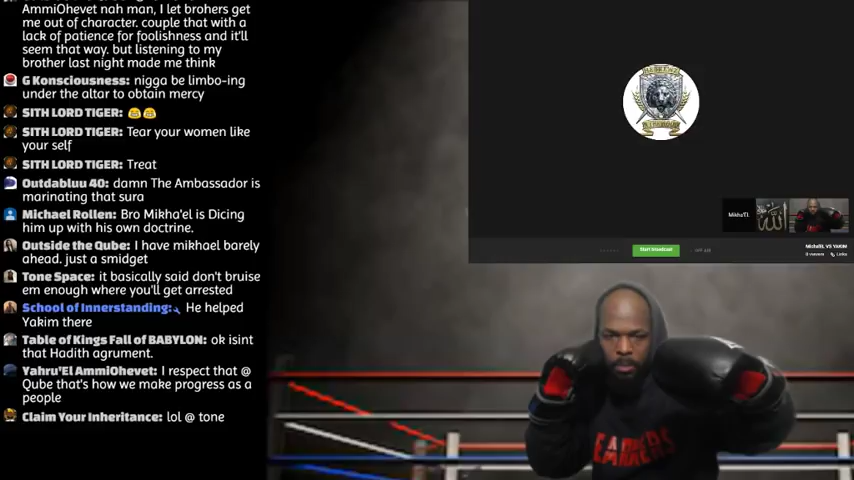 AmmiOhevet nah man, I let brohers get
me out of character. couple that with a
lack of patience for foolishness and it'll
seem that way. but listening to my
brother last night made me think
G Konsciousness: nigga be limbo-ing
under the altar to obtain mercy
SITH LORD TIGER: 😂😂
SITH LORD TIGER: Tear your women like
your self
SITH LORD TIGER: Treat
Outdabluu 40: damn The Ambassador is
marinating that sura
Michael Rollen: Bro Mikha'el is Dicing
him up with his own doctrine.
Outside the Qube: I have mikhael barely
ahead. just a smidget
Tone Space: it basically said don't bruise
em enough where you'll get arrested
School of Innerstanding: He helped
Yakim there
Table of Kings Fall of BABYLON: ok isint
that Hadith agrument.
Yahru'El AmmiOhevet: I respect that @
Qube that's how we make progress as a
people
Claim Your Inheritance: lol @ tone
Start broadcast